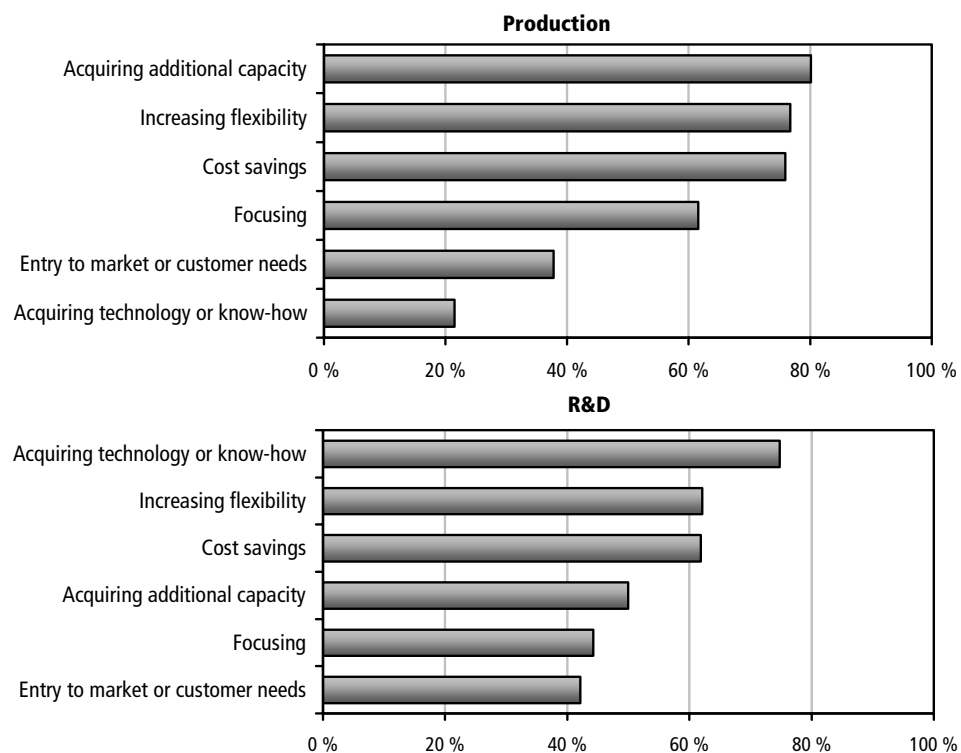 Production
Acquiring additional capacity
Increasing flexibility
Cost savings
Focusing
Entry to market or customer needs
Acquiring technology or know-how
0 % 20 % 40 % 60 % 80 % 100 %
R&D
Acquiring technology or know-how
Increasing flexibility
Cost savings
Acquiring additional capacity
Focusing
Entry to market or customer needs
0 % 20 % 40 % 60 % 80 % 100 %